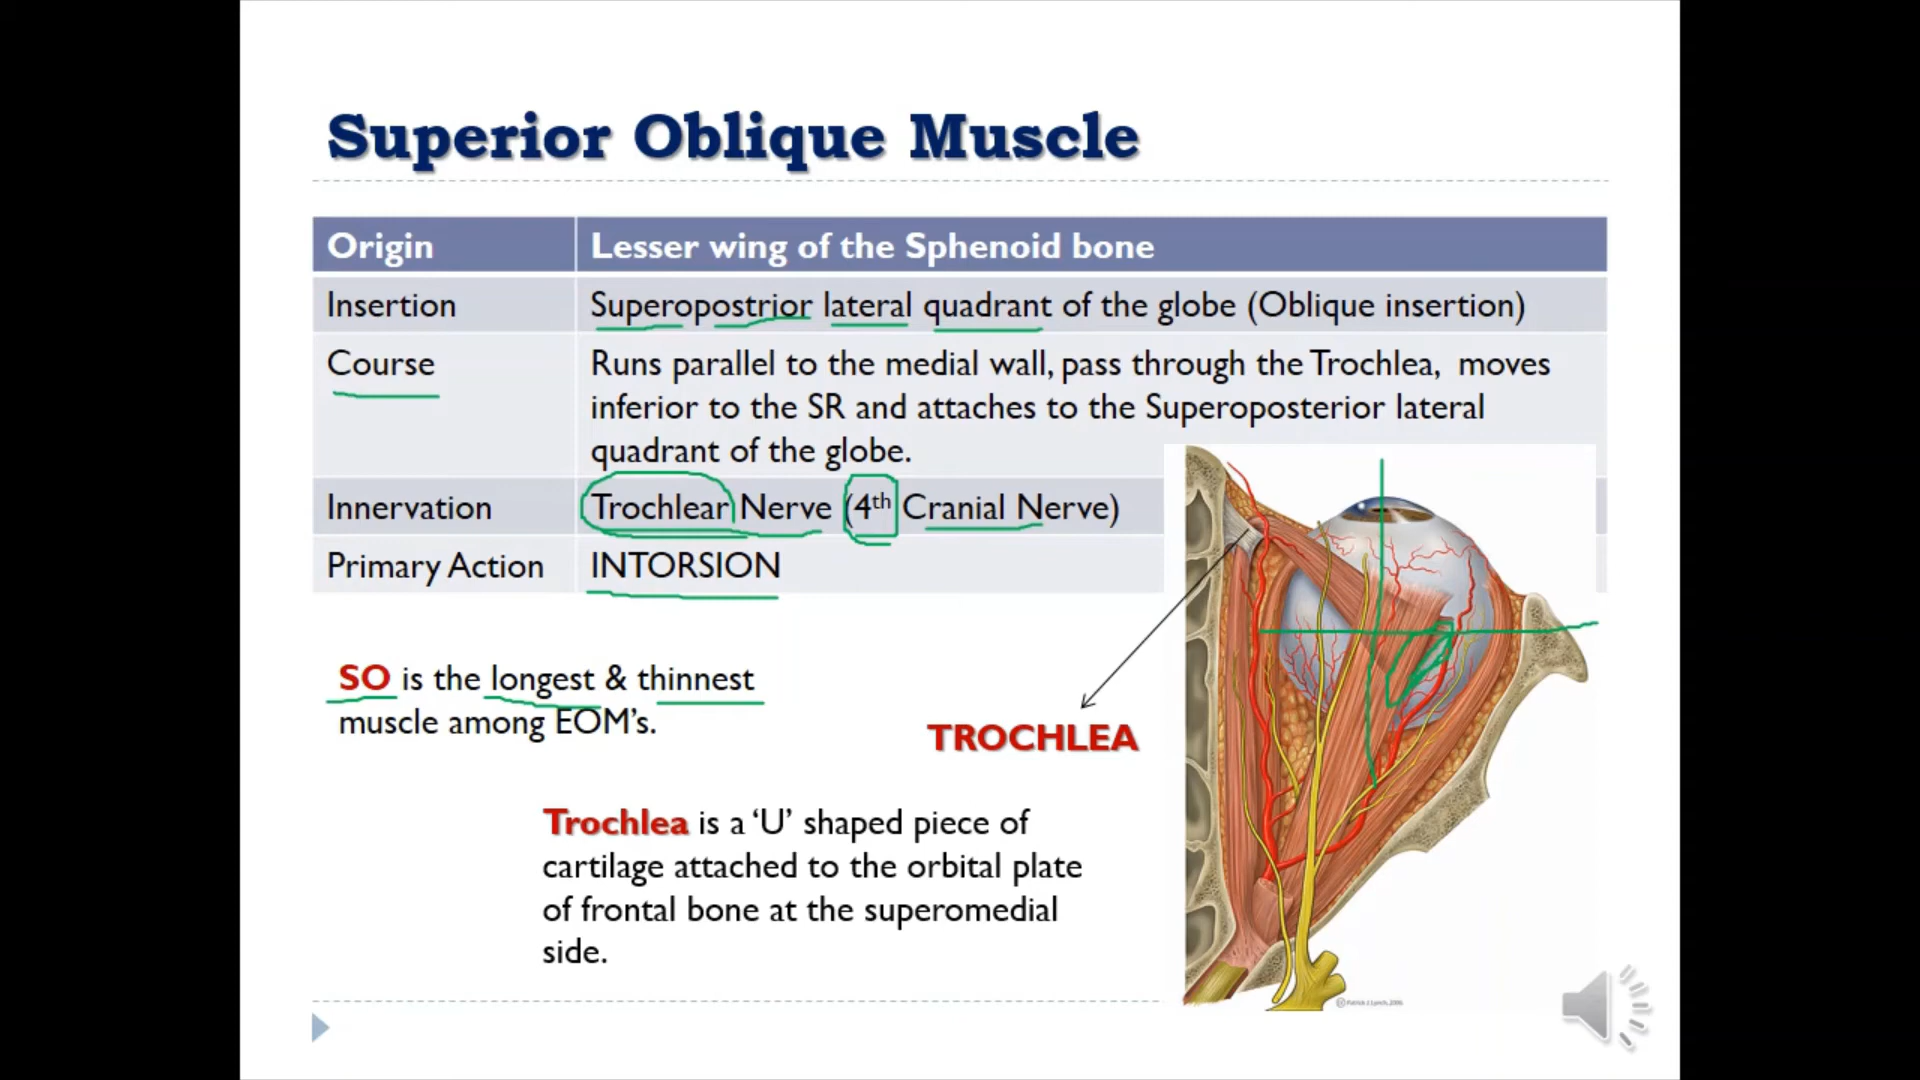 Superior Oblique Muscle
Origin Lesser wing of the Sphenoid bone
Insertion Superopostrior lateral quadrant of the globe (Oblique insertion)
Course Runs parallel to the medial wall, pass through the Trochlea, moves
inferior to the SR and attaches to the Superoposterior lateral
quadrant of the globe.
Innervation Trochlear Nerve (4th Cranial Nerve)
Primary Action INTORSION
SO is the longest & thinnest
muscle among EOM's.
TROCHLEA
Trochlea is a 'U' shaped piece of
cartilage attached to the orbital plate
of frontal bone at the superomedial
side.
© Patrick J. Lynch, 2006